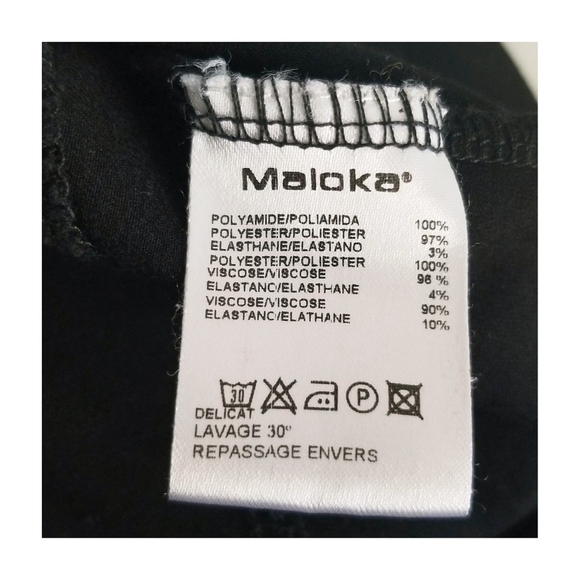 Maloka®
POLYAMIDE/POLIAMIDA 100%
POLYESTER/POLIESTER 97%
ELASTHANE/ELASTANO 3%
POLYESTER/POLIESTER 100%
VISCOSE/VISCOSE 96 %
ELASTANO/ELASTHANE 4%
VISCOSE/VISCOSE 90%
ELASTANO/ELATHANE 10%
30 P
DELICAT
LAVAGE 30°
REPASSAGE ENVERS